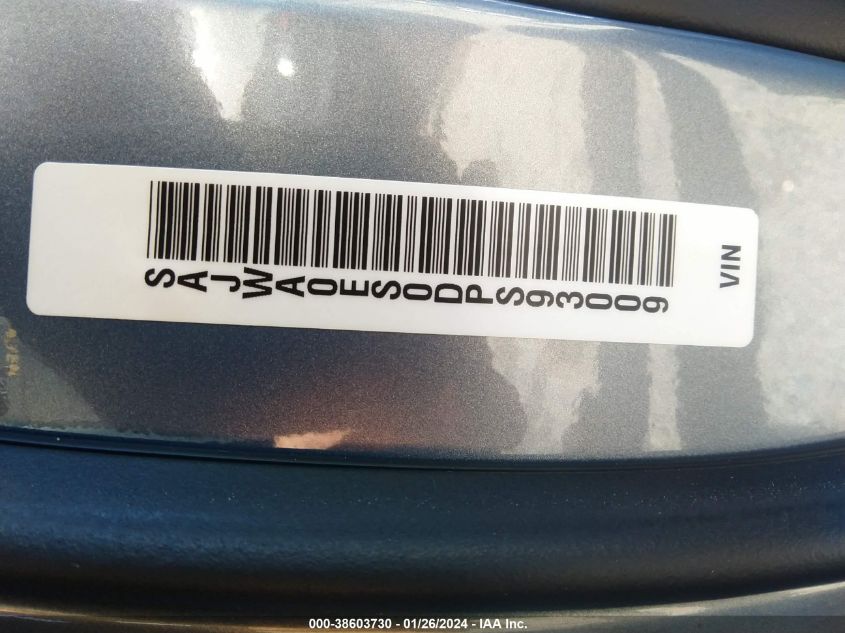 VIN
SAJWA0ES0DPS93009
000-38603730 - 01/26/2024 - IAA Inc.